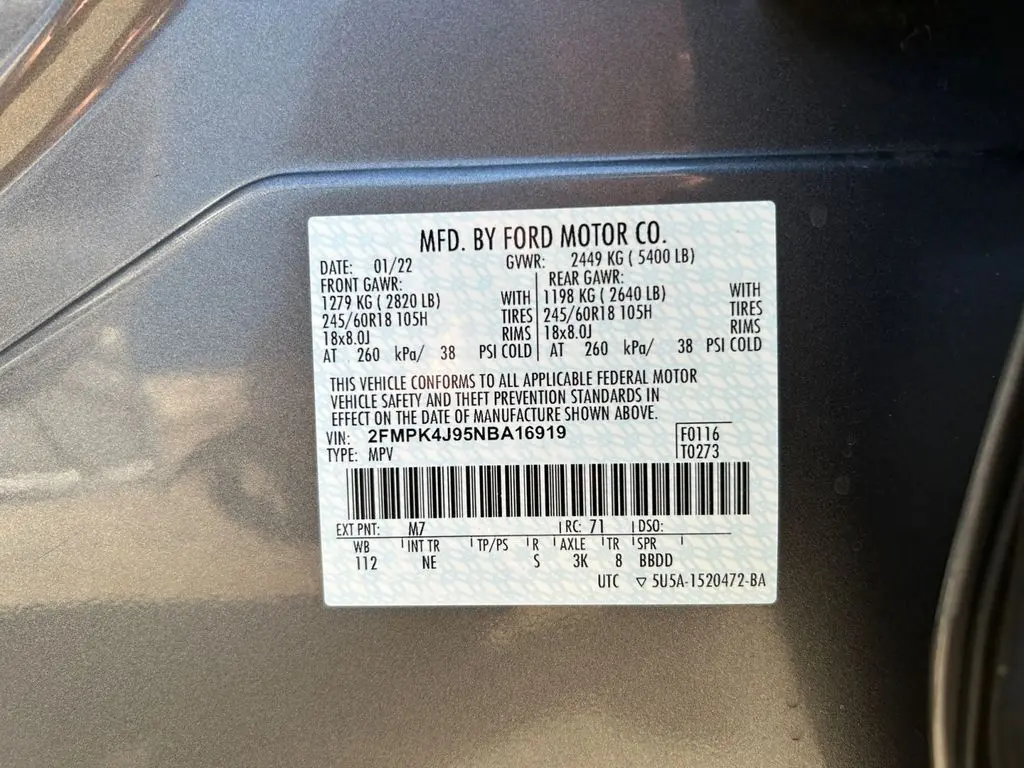 MFD. BY FORD MOTOR CO.
DATE: 01/22 GVWR: 2449 KG ( 5400 LB)
FRONT GAWR: REAR GAWR:
1279 KG ( 2820 LB) WITH 1198 KG ( 2640 LB) WITH
245/60R18 105H TIRES 245/60R18 105H TIRES
18x8.0J RIMS 18x8.0J RIMS
AT 260 kPa/ 38 PSI COLD AT 260 kPa/ 38 PSI COLD
THIS VEHICLE CONFORMS TO ALL APPLICABLE FEDERAL MOTOR
VEHICLE SAFETY AND THEFT PREVENTION STANDARDS IN
EFFECT ON THE DATE OF MANUFACTURE SHOWN ABOVE.
VIN: 2FMPK4J95NBA16919 F0116
TYPE: MPV T0273
EXT PNT: M7 RC: 71 DSO:
WB INT TR TP/PS R AXLE TR SPR
112 NE S 3K 8 BBDD
UTC ▽ 5U5A-1520472-BA